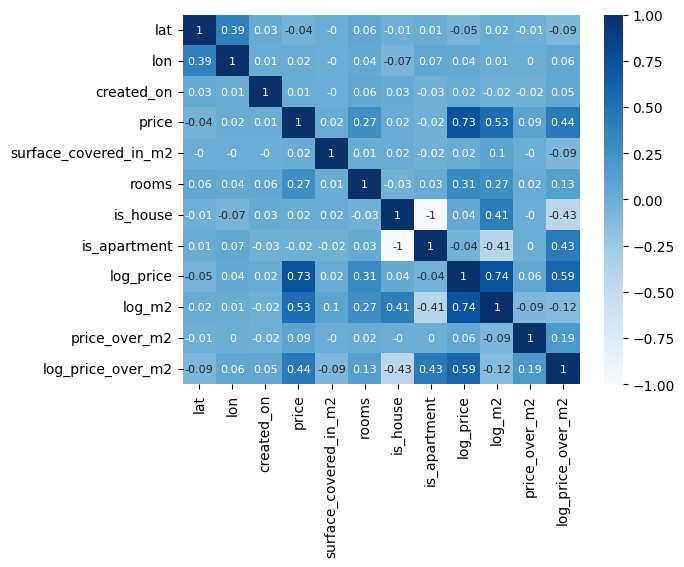 lat 1 0.39 0.03 -0.04 -0 0.06 -0.01 0.01 -0.05 0.02 -0.01 -0.09
lon 0.39 1 0.01 0.02 -0 0.04 -0.07 0.07 0.04 0.01 0 0.06
created_on 0.03 0.01 1 0.01 -0 0.06 0.03 -0.03 0.02 -0.02 -0.02 0.05
price -0.04 0.02 0.01 1 0.02 0.27 0.02 -0.02 0.73 0.53 0.09 0.44
surface_covered_in_m2 -0 -0 -0 0.02 1 0.01 0.02 -0.02 0.02 0.1 -0 -0.09
rooms 0.06 0.04 0.06 0.27 0.01 1 -0.03 0.03 0.31 0.27 0.02 0.13
is_house -0.01 -0.07 0.03 0.02 0.02 -0.03 1 -1 0.04 0.41 -0 -0.43
is_apartment 0.01 0.07 -0.03 -0.02 -0.02 0.03 -1 1 -0.04 -0.41 0 0.43
log_price -0.05 0.04 0.02 0.73 0.02 0.31 0.04 -0.04 1 0.74 0.06 0.59
log_m2 0.02 0.01 -0.02 0.53 0.1 0.27 0.41 -0.41 0.74 1 -0.09 -0.12
price_over_m2 -0.01 0 -0.02 0.09 -0 0.02 -0 0 0.06 -0.09 1 0.19
log_price_over_m2 -0.09 0.06 0.05 0.44 -0.09 0.13 -0.43 0.43 0.59 -0.12 0.19 1
lat
lon
created_on
price
surface_covered_in_m2
rooms
is_house
is_apartment
log_price
log_m2
price_over_m2
log_price_over_m2
1.00
0.75
0.50
0.25
0.00
−0.25
−0.50
−0.75
−1.00